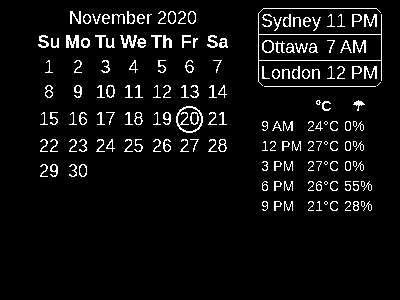 November 2020
Su Mo Tu We Th Fr Sa
1 2 3 4 5 6 7
8 9 10 11 12 13 14
15 16 17 18 19 20 21
22 23 24 25 26 27 28
29 30
Sydney 11 PM
Ottawa 7 AM
London 12 PM
°C ☂
9 AM 24°C 0%
12 PM 27°C 0%
3 PM 27°C 0%
6 PM 26°C 55%
9 PM 21°C 28%